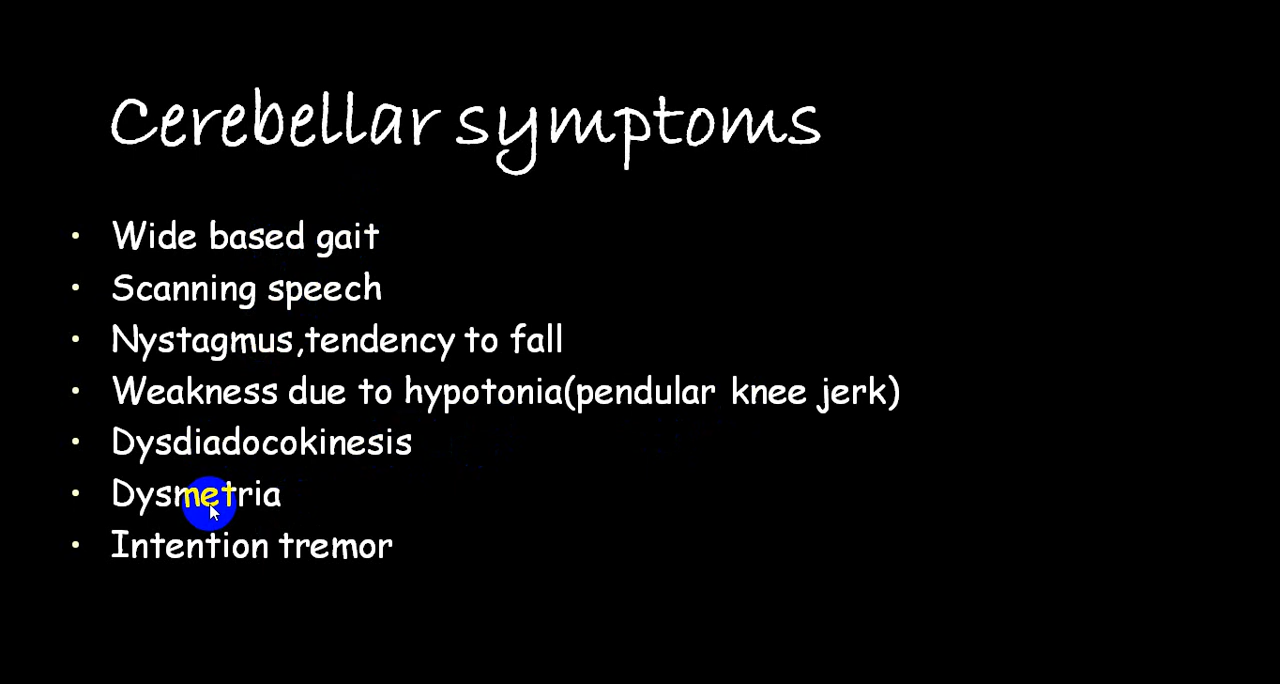 Cerebellar symptoms
• Wide based gait
• Scanning speech
• Nystagmus,tendency to fall
• Weakness due to hypotonia(pendular knee jerk)
• Dysdiadocokinesis
• Dysmetria
• Intention tremor